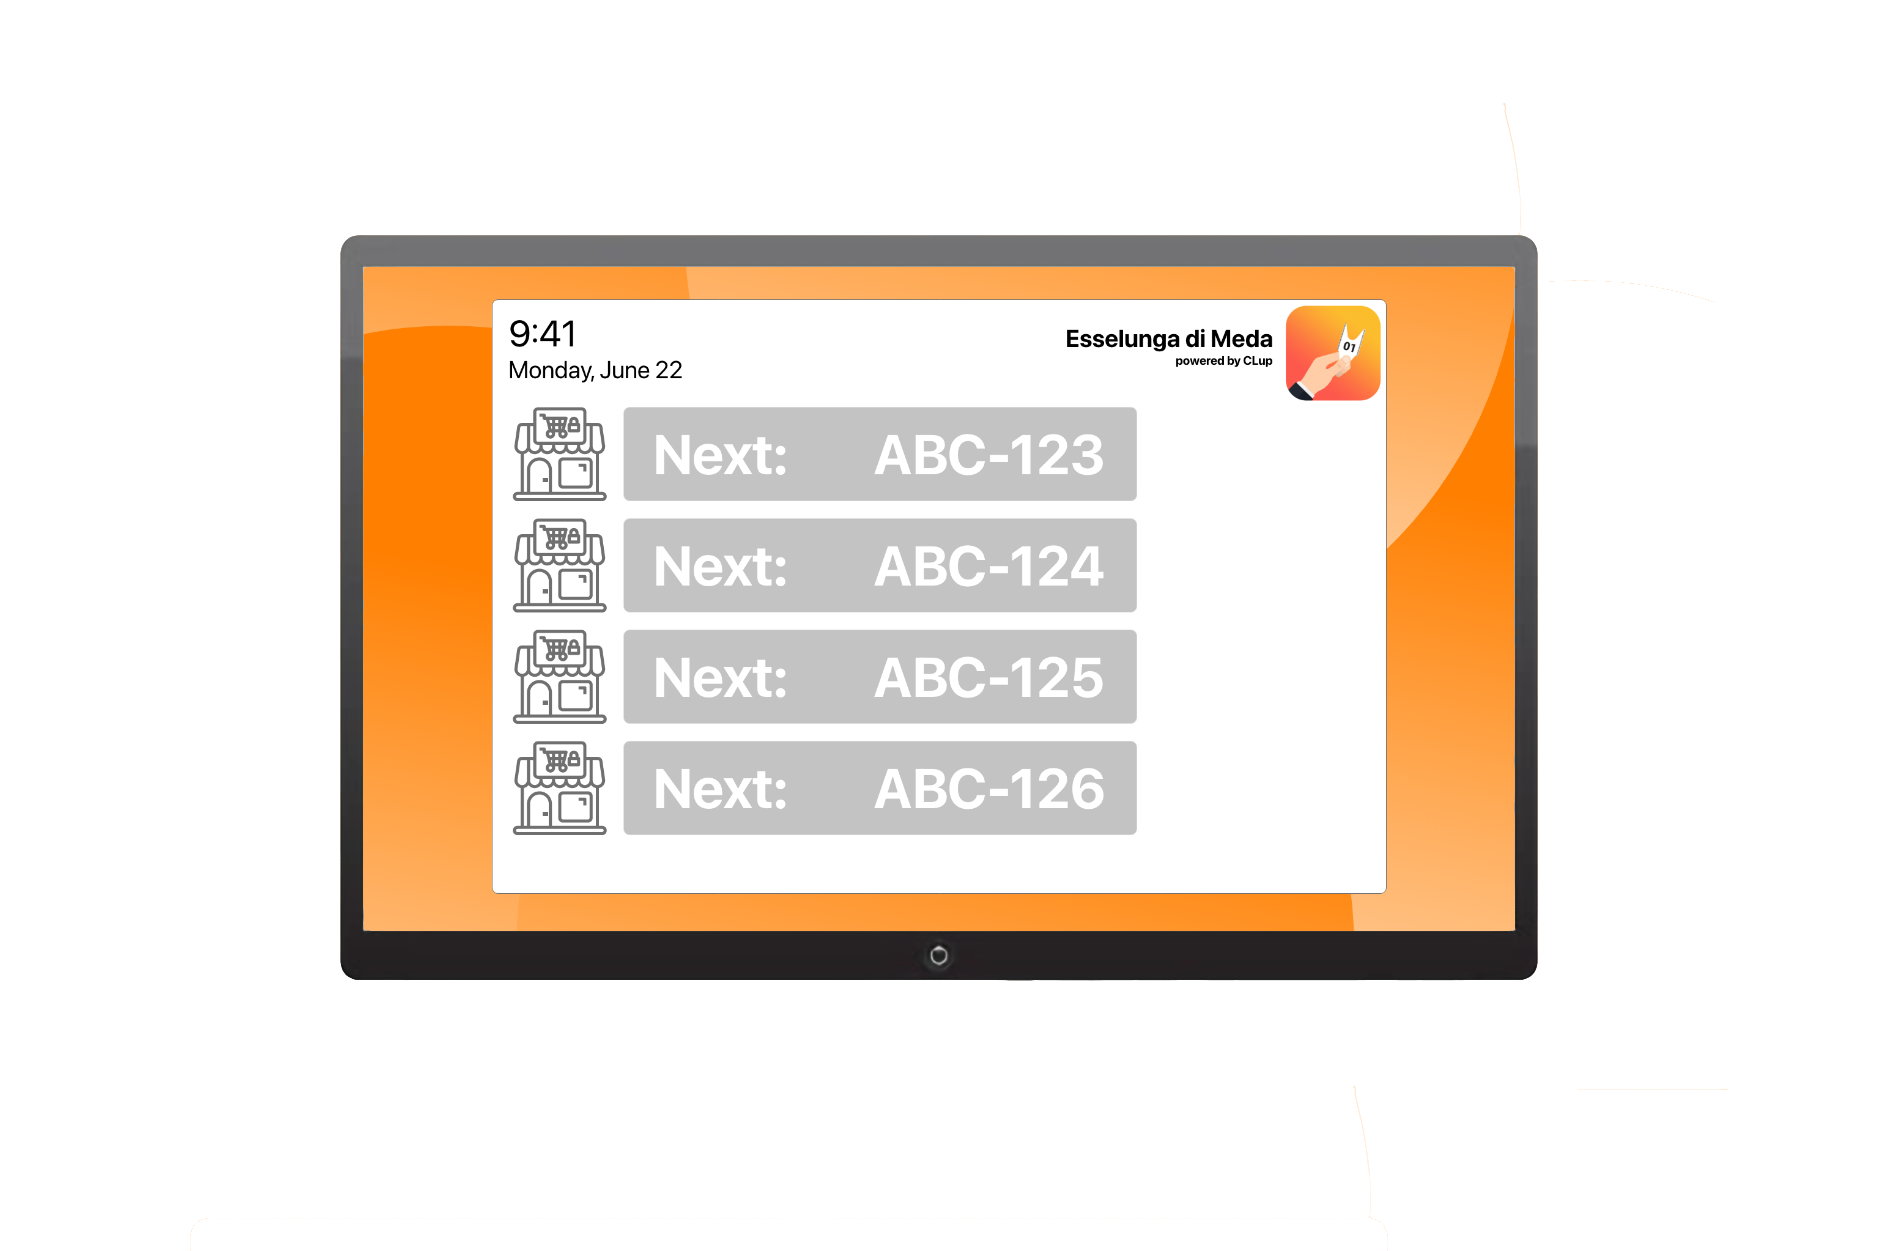 9:41
Monday, June 22
Esselunga di Meda
powered by CLup
01
Next: ABC-123
Next: ABC-124
Next: ABC-125
Next: ABC-126